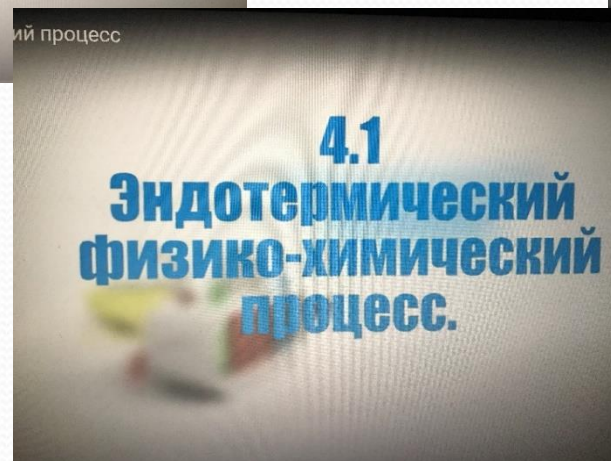 ий процесс
4.1
Эндотермический
физико-химический
процесс.